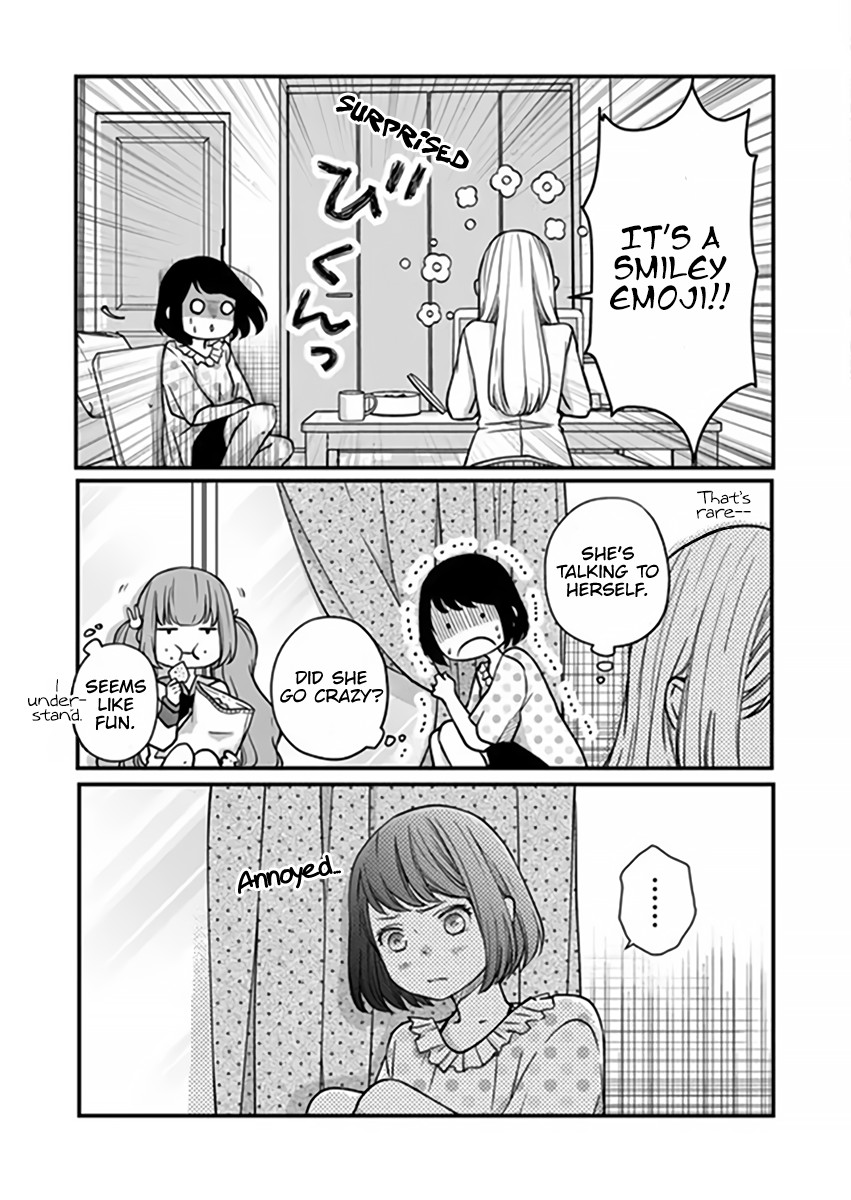 IT'S A
SMILEY
EMOJI!!
SURPRISED
びくんっ
That's
rare--
SHE'S
TALKING TO
HERSELF.
DID SHE
GO CRAZY?
SEEMS
LIKE
FUN.
I
under-
stand.
........
Annoyed...